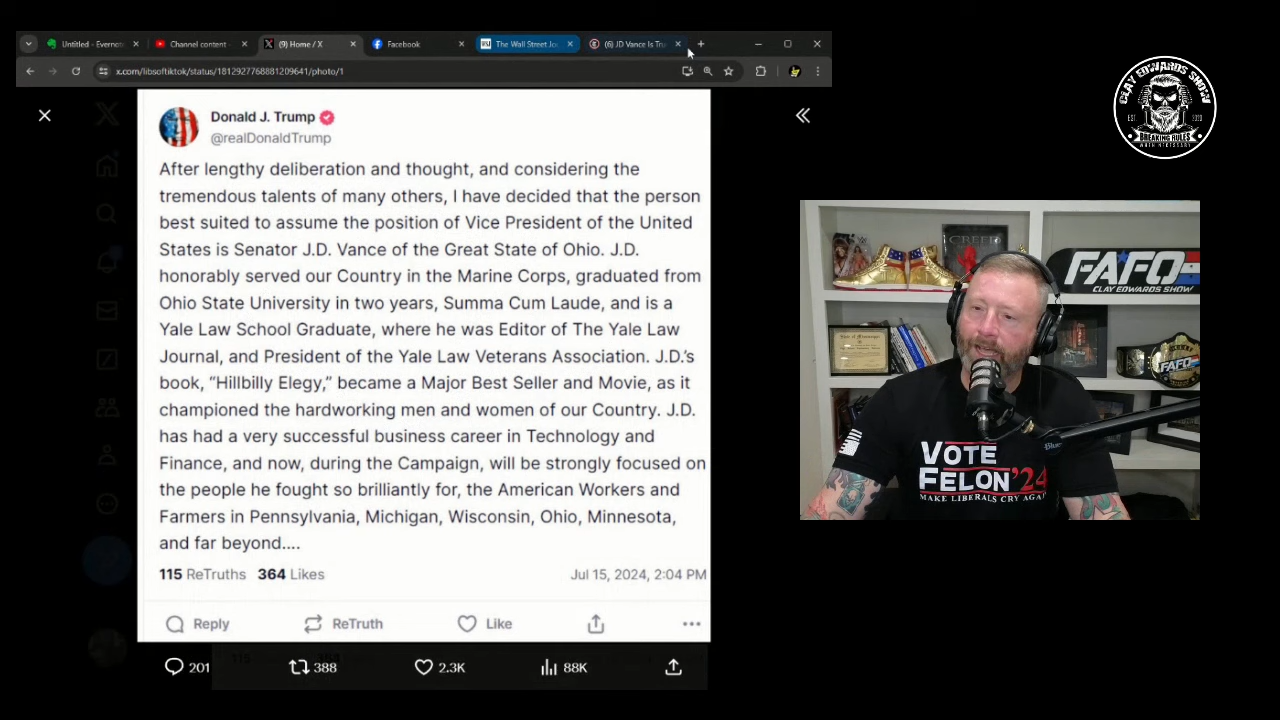 Untitled - Evernot
Channel content -
(9) Home / X
Facebook
The Wall Street Jo
(6) JD Vance Is Tru
x.com/libsoftiktok/status/1812927768881209641/photo/1
Donald J. Trump
@realDonaldTrump
After lengthy deliberation and thought, and considering the
tremendous talents of many others, I have decided that the person
best suited to assume the position of Vice President of the United
States is Senator J.D. Vance of the Great State of Ohio. J.D.
honorably served our Country in the Marine Corps, graduated from
Ohio State University in two years, Summa Cum Laude, and is a
Yale Law School Graduate, where he was Editor of The Yale Law
Journal, and President of the Yale Law Veterans Association. J.D.’s
book, “Hillbilly Elegy,” became a Major Best Seller and Movie, as it
championed the hardworking men and women of our Country. J.D.
has had a very successful business career in Technology and
Finance, and now, during the Campaign, will be strongly focused on
the people he fought so brilliantly for, the American Workers and
Farmers in Pennsylvania, Michigan, Wisconsin, Ohio, Minnesota,
and far beyond....
115 ReTruths 364 Likes
Jul 15, 2024, 2:04 PM
Reply
ReTruth
Like
201
388
2.3K
88K
CLAY EDWARDS SHOW
BREAKING RULES
WHEN NECESSARY
CREED
FAFO
CLAY EDWARDS SHOW
FAFO
Blue
VOTE
FELON '24
MAKE LIBERALS CRY AGAIN